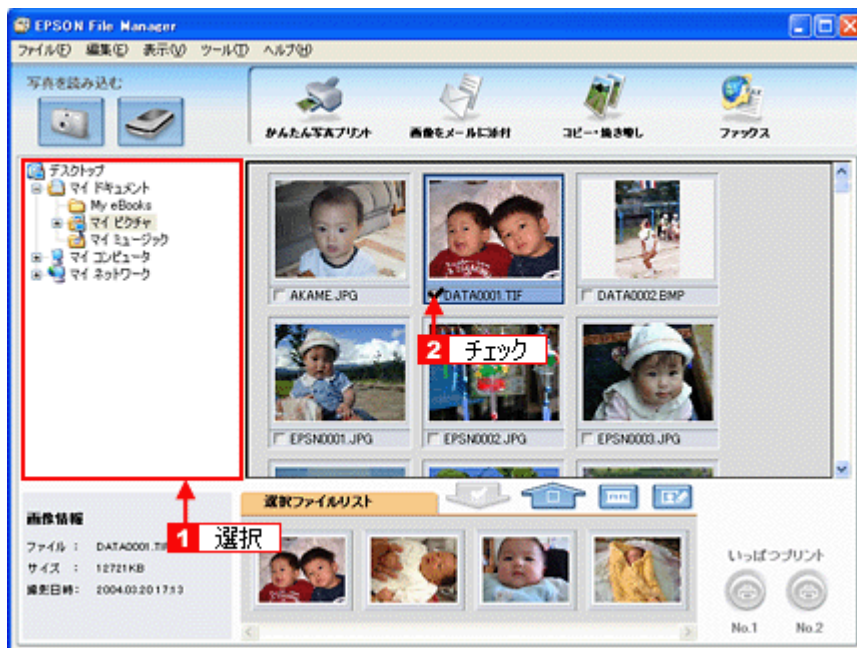 EPSON File Manager
ファイル(F) 編集(E) 表示(V) ツール(T) ヘルプ(H)
写真を読み込む
かんたん写真プリント 画像をメールに添付 コピー・焼き増し ファックス
デスクトップ
マイ ドキュメント
My eBooks
マイ ピクチャ
マイ ミュージック
マイ コンピュータ
マイ ネットワーク
AKAME.JPG DATA0001.TIF DATA0002.BMP
2 チェック
EPSN0001.JPG EPSN0002.JPG EPSN0003.JPG
1 選択
選択ファイルリスト
画像情報
ファイル : DATA0001.TIF
サイズ : 12721KB
撮影日時: 2004.03.20 17:13
いっぱつプリント
No.1 No.2